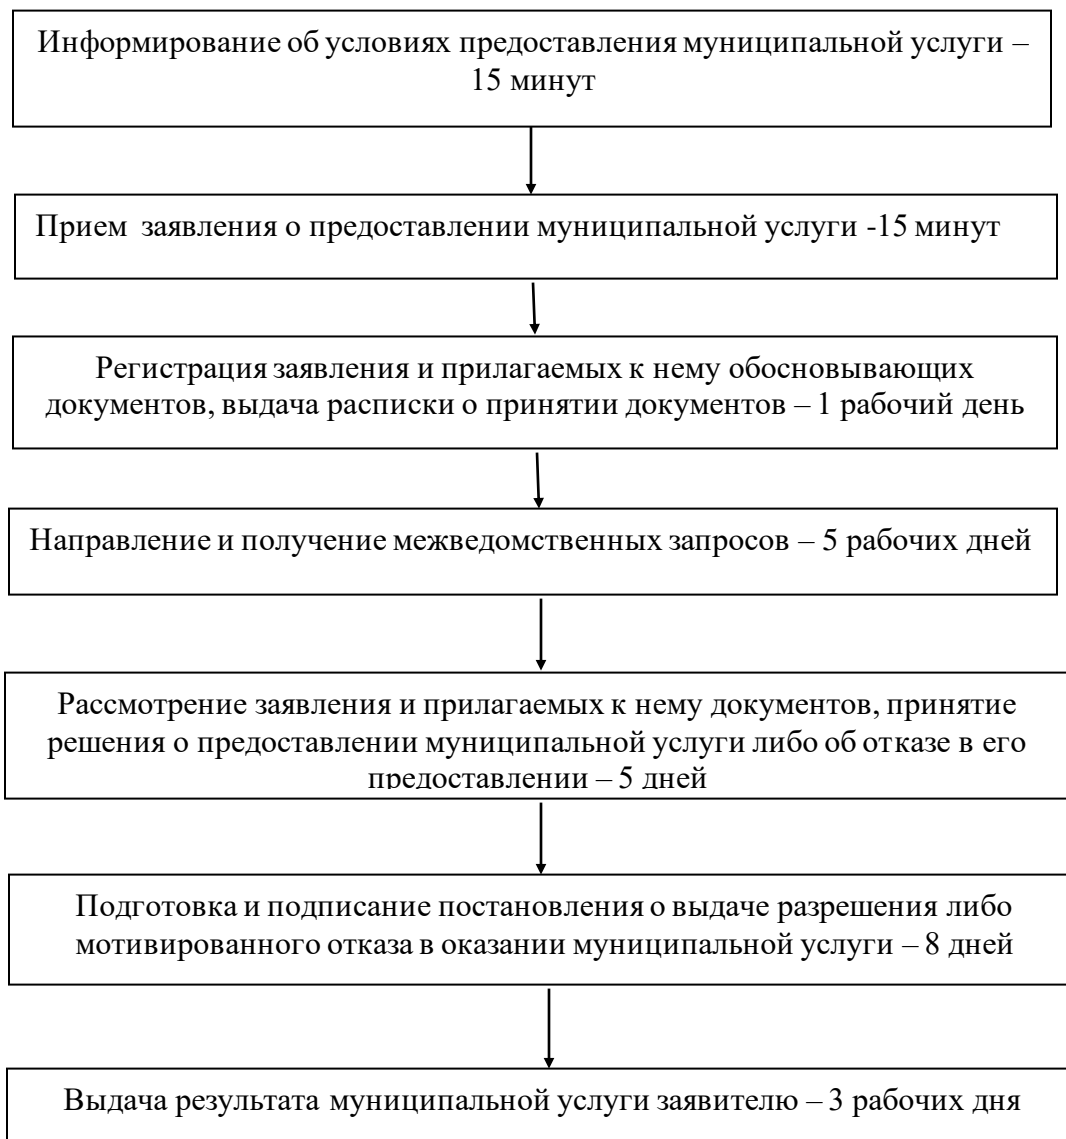 Информирование об условиях предоставления муниципальной услуги –
15 минут
Прием заявления о предоставлении муниципальной услуги -15 минут
Регистрация заявления и прилагаемых к нему обосновывающих
документов, выдача расписки о принятии документов – 1 рабочий день
Направление и получение межведомственных запросов – 5 рабочих дней
Рассмотрение заявления и прилагаемых к нему документов, принятие
решения о предоставлении муниципальной услуги либо об отказе в его
предоставлении – 5 дней
Подготовка и подписание постановления о выдаче разрешения либо
мотивированного отказа в оказании муниципальной услуги – 8 дней
Выдача результата муниципальной услуги заявителю – 3 рабочих дня